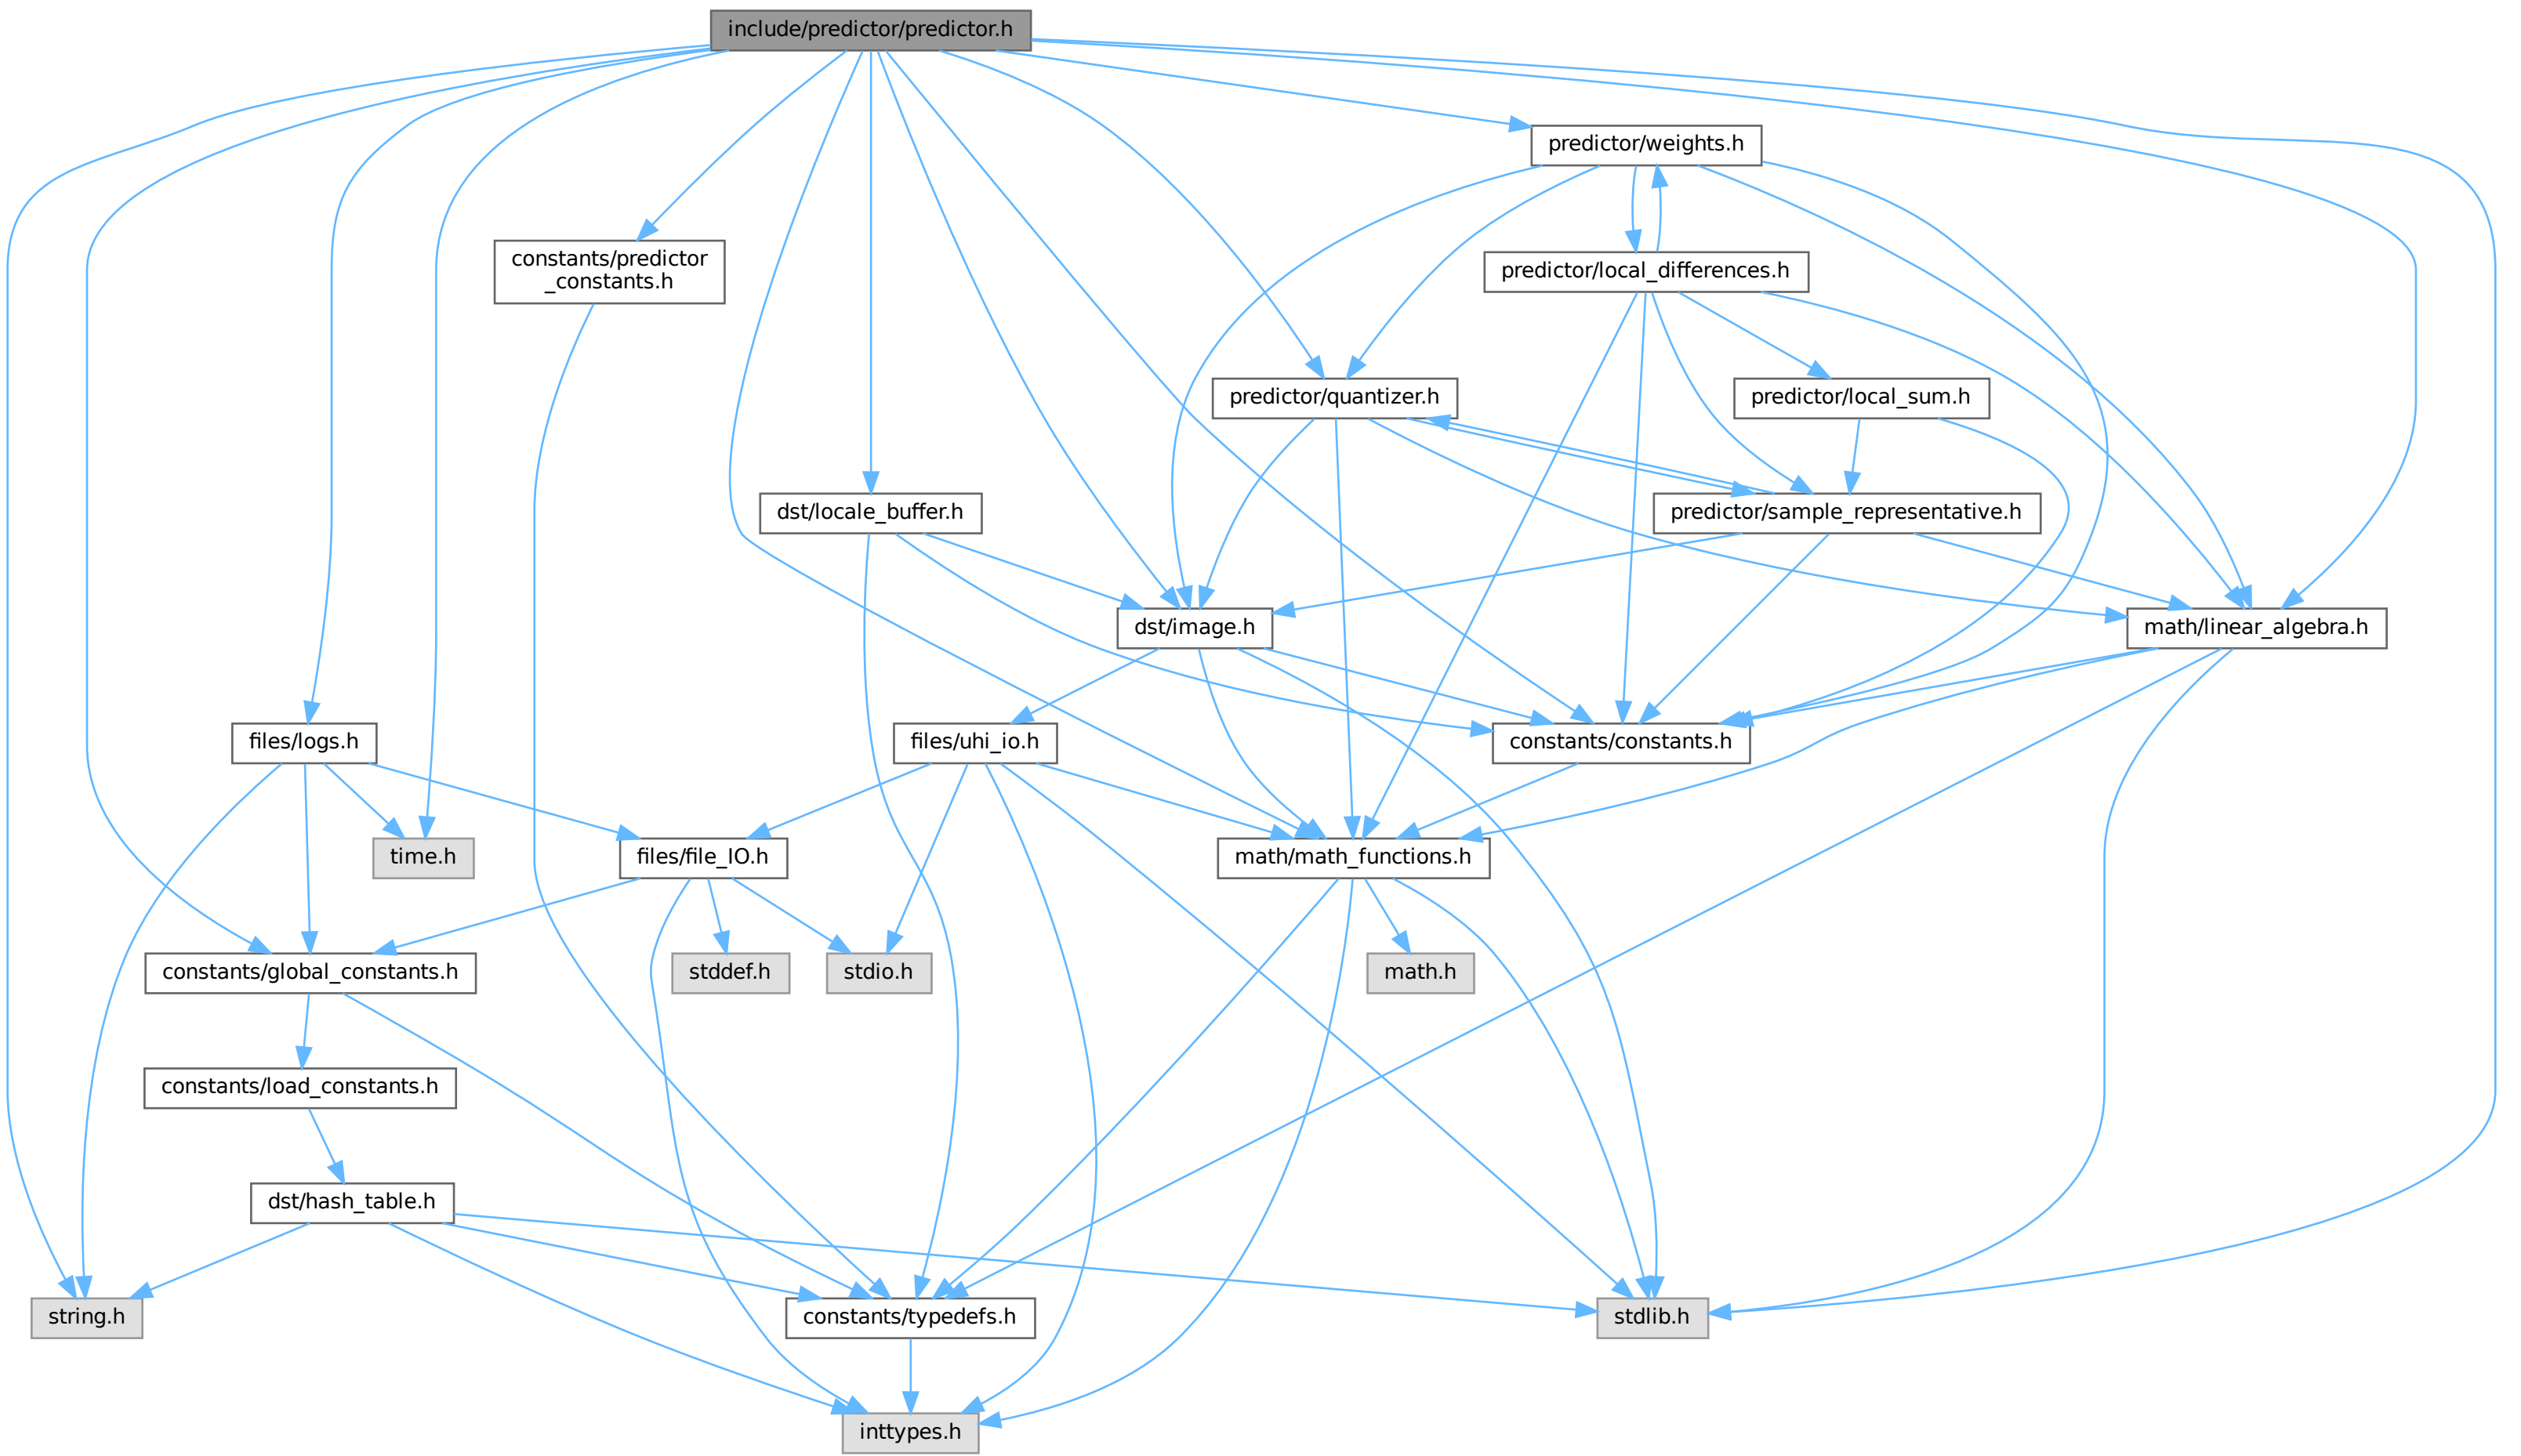 include/predictor/predictor.h
predictor/weights.h
constants/predictor
_constants.h
predictor/local_differences.h
predictor/quantizer.h
predictor/local_sum.h
dst/locale_buffer.h
predictor/sample_representative.h
dst/image.h
math/linear_algebra.h
files/logs.h
files/uhi_io.h
constants/constants.h
time.h
files/file_IO.h
math/math_functions.h
constants/global_constants.h
stddef.h
stdio.h
math.h
constants/load_constants.h
dst/hash_table.h
string.h
constants/typedefs.h
stdlib.h
inttypes.h